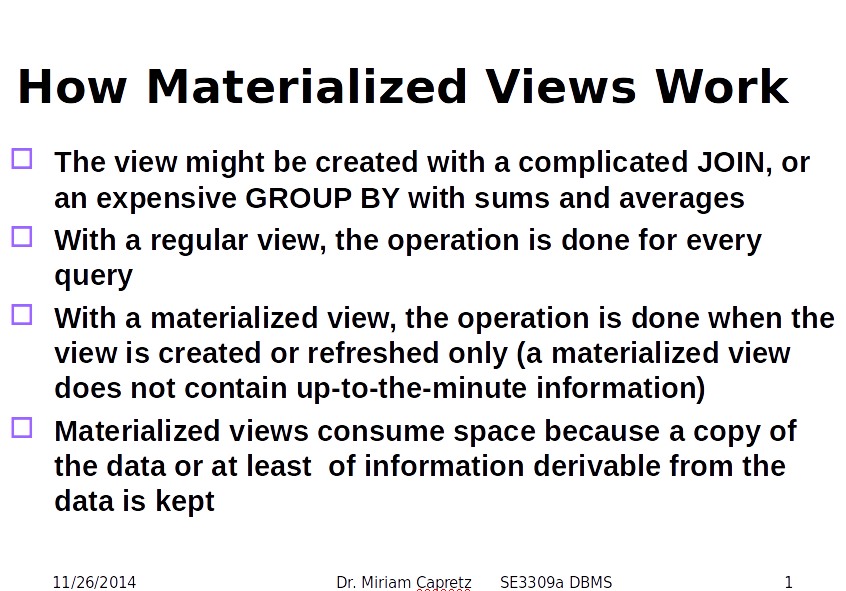 How Materialized Views Work
The view might be created with a complicated JOIN, or
an expensive GROUP BY with sums and averages
With a regular view, the operation is done for every
query
With a materialized view, the operation is done when the
view is created or refreshed only (a materialized view
does not contain up-to-the-minute information)
Materialized views consume space because a copy of
the data or at least  of information derivable from the
data is kept
11/26/2014 Dr. Miriam Capretz SE3309a DBMS 1